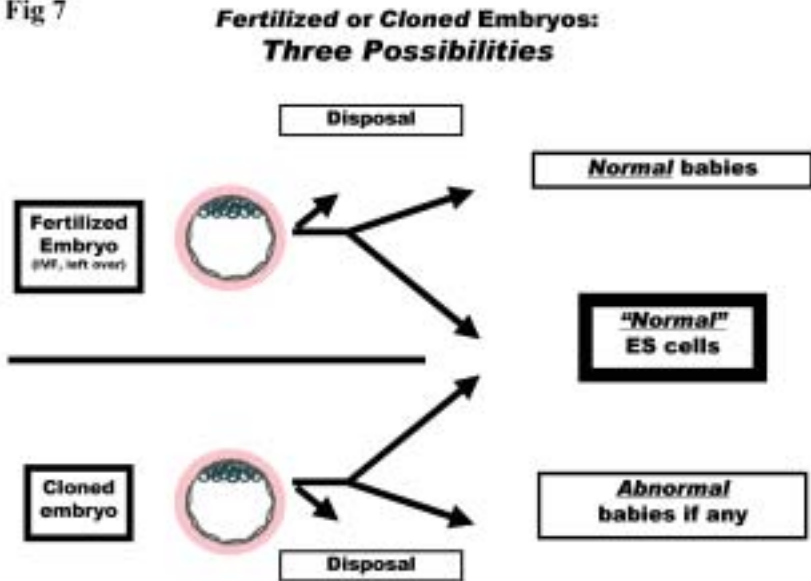 Fig 7
Fertilized or Cloned Embryos:
Three Possibilities
Disposal
Normal babies
Fertilized
Embryo
(IVF, left over)
"Normal"
ES cells
Cloned
embryo
Abnormal
babies if any
Disposal